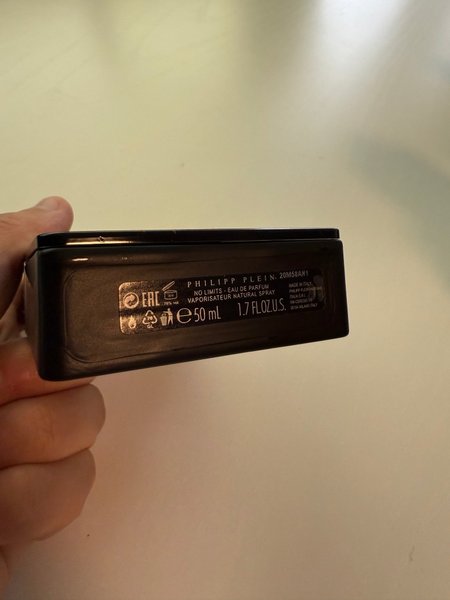 PHILIPP PLEIN 20M58AN1
NO LIMITS - EAU DE PARFUM
VAPORISATEUR NATURAL SPRAY
EAC
e 50 mL 1.7 FL.OZ.U.S.
MADE IN ITALY